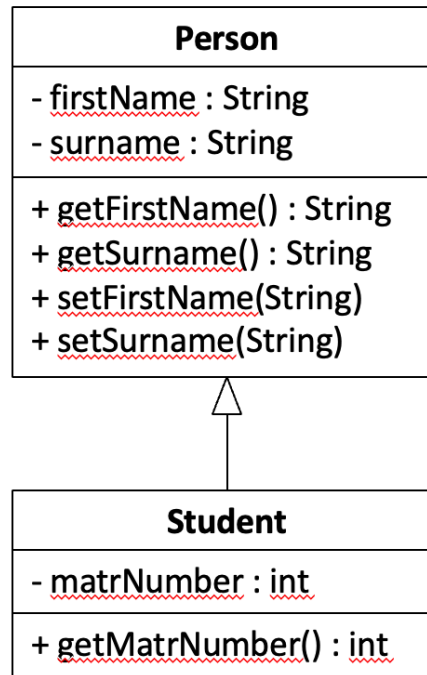 Person
- firstName : String
- surname : String
+ getFirstName() : String
+ getSurname() : String
+ setFirstName(String)
+ setSurname(String)
Student
- matrNumber : int
+ getMatrNumber() : int